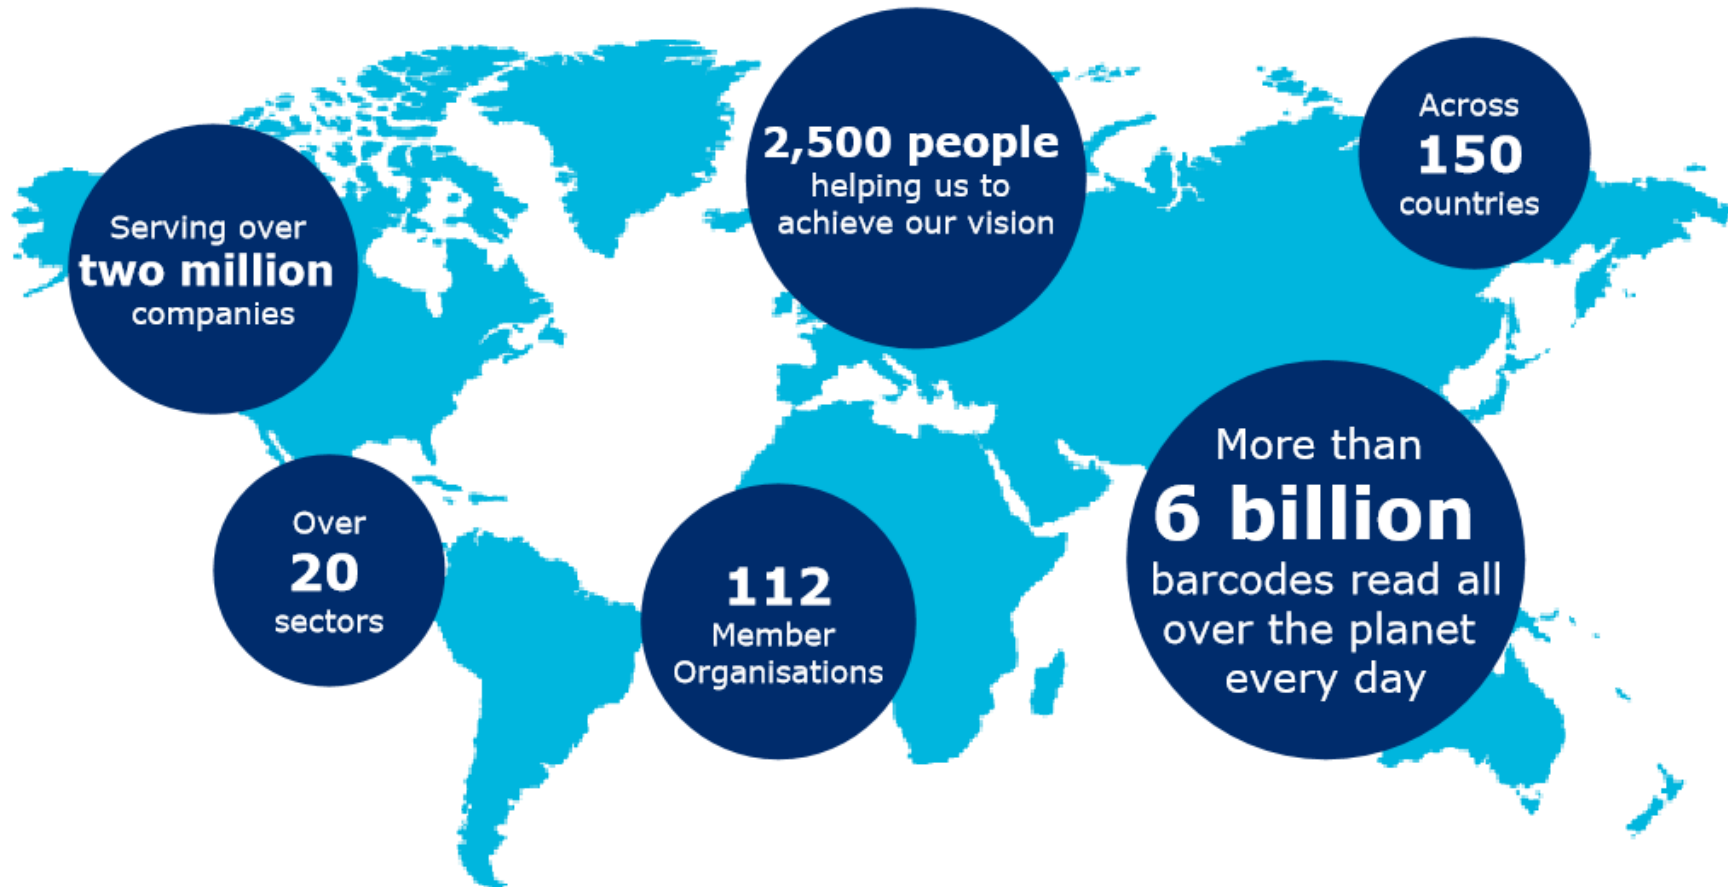 Serving over
two million
companies
2,500 people
helping us to
achieve our vision
Across
150
countries
Over
20
sectors
112
Member
Organisations
More than
6 billion
barcodes read all
over the planet
every day